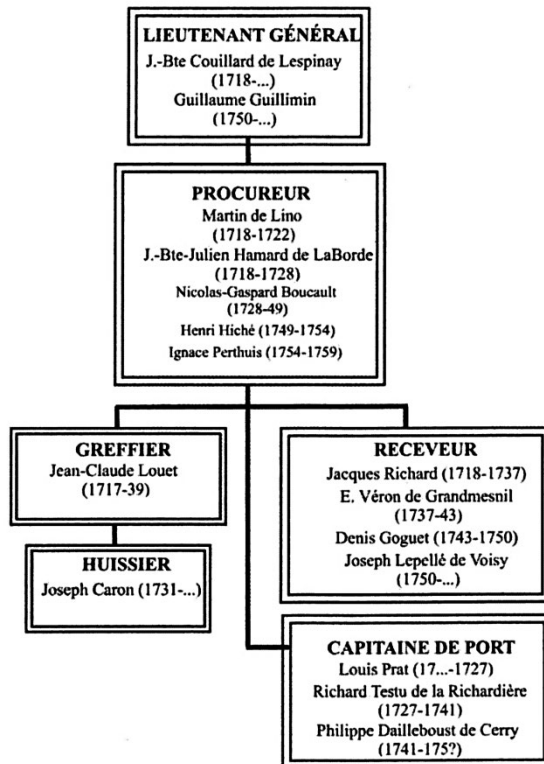 LIEUTENANT GÉNÉRAL
J.-Bte Couillard de Lespinay
(1718-...)
Guillaume Guillimin
(1750-...)
PROCUREUR
Martin de Lino
(1718-1722)
J.-Bte-Julien Hamard de LaBorde
(1718-1728)
Nicolas-Gaspard Boucault
(1728-49)
Henri Hiché (1749-1754)
Ignace Perthuis (1754-1759)
GREFFIER
Jean-Claude Louet
(1717-39)
HUISSIER
Joseph Caron (1731-...)
RECEVEUR
Jacques Richard (1718-1737)
E. Véron de Grandmesnil
(1737-43)
Denis Goguet (1743-1750)
Joseph Lepellé de Voisy
(1750-...)
CAPITAINE DE PORT
Louis Prat (17...-1727)
Richard Testu de la Richardière
(1727-1741)
Philippe Dailleboust de Cerry
(1741-175?)